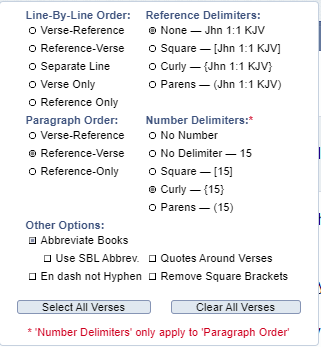 Line-By-Line Order: Reference Delimiters:
Verse-Reference None — Jhn 1:1 KJV
Reference-Verse Square — [Jhn 1:1 KJV]
Separate Line Curly — {Jhn 1:1 KJV}
Verse Only Parens — (Jhn 1:1 KJV)
Reference Only
Paragraph Order: Number Delimiters:*
Verse-Reference No Number
Reference-Verse No Delimiter — 15
Reference-Only Square — [15]
Curly — {15}
Parens — (15)
Other Options:
Abbreviate Books
Use SBL Abbrev. Quotes Around Verses
En dash not Hyphen Remove Square Brackets
Select All Verses Clear All Verses
* 'Number Delimiters' only apply to 'Paragraph Order'